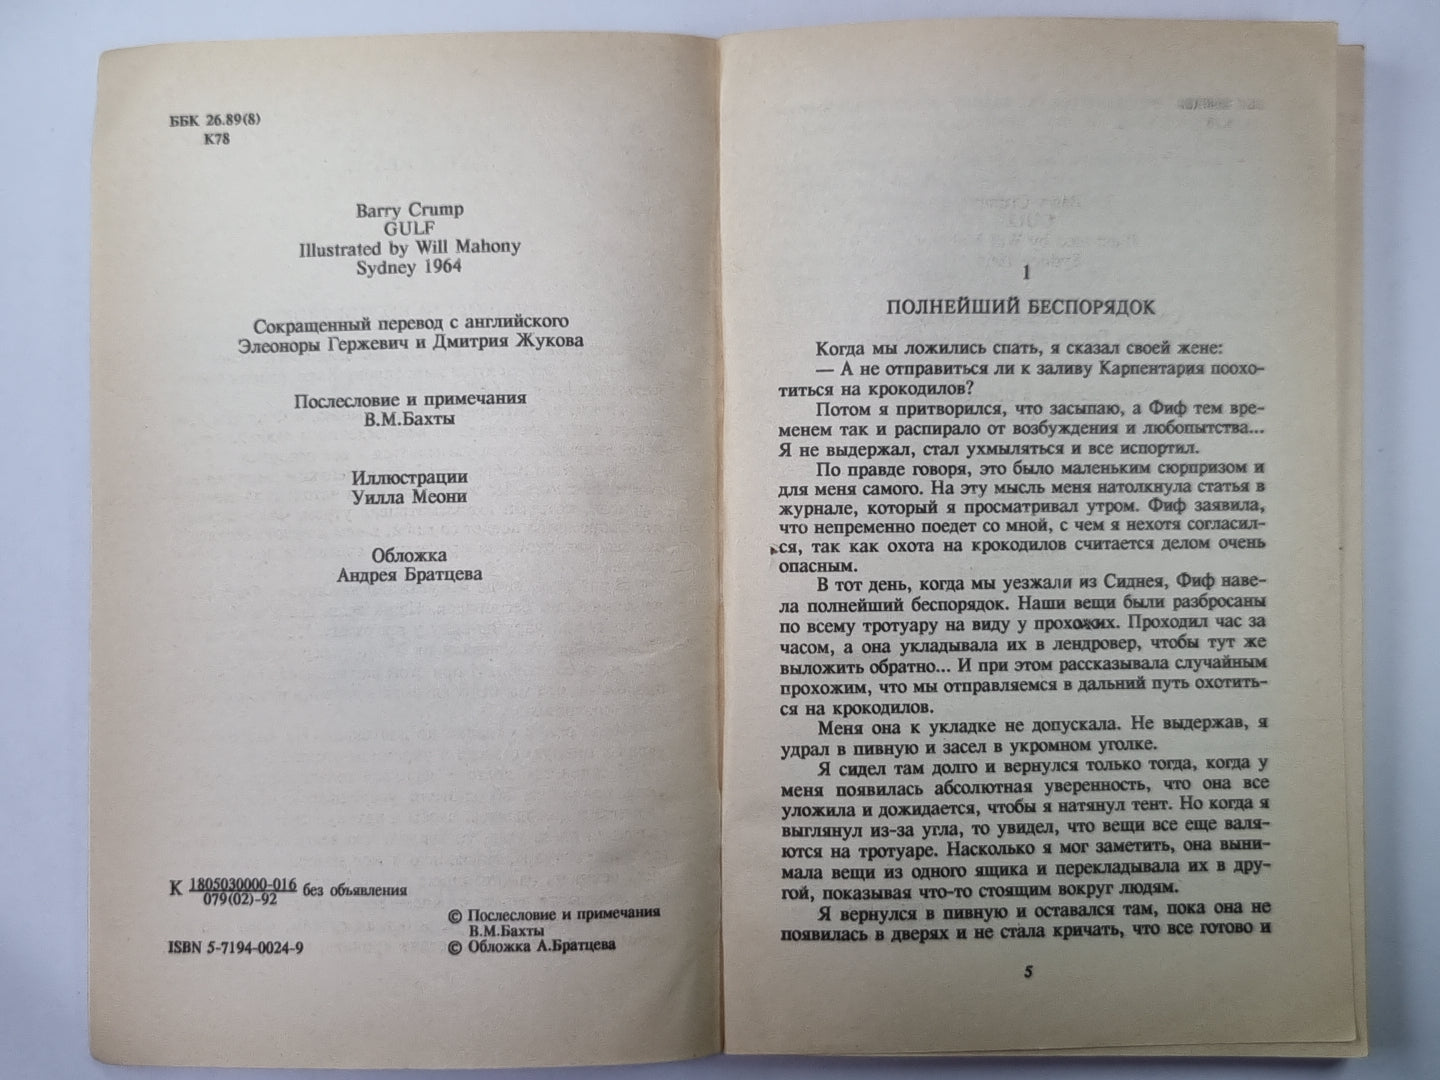 ББК 26.89(8)
К78
Barry Crump
GULF
Illustrated by Will Mahony
Sydney 1964
Сокращенный перевод с английского
Элеоноры Гержевич и Дмитрия Жукова
Послесловие и примечания
В.М.Бахты
Иллюстрации
Уилла Меони
Обложка
Андрея Братцева
К 1805030000-016 без объявления
079(02)-92
© Послесловие и примечания
В.М.Бахты
ISBN 5-7194-0024-9
© Обложка А.Братцева
1
ПОЛНЕЙШИЙ БЕСПОРЯДОК
Когда мы ложились спать, я сказал своей жене:
— А не отправиться ли к заливу Карпентария поохо-
титься на крокодилов?
Потом я притворился, что засыпаю, а Фиф тем вре-
менем так и распирало от возбуждения и любопытства...
Я не выдержал, стал ухмыляться и все испортил.
По правде говоря, это было маленьким сюрпризом и
для меня самого. На эту мысль меня натолкнула статья в
журнале, который я просматривал утром. Фиф заявила,
что непременно поедет со мной, с чем я нехотя согласил-
ся, так как охота на крокодилов считается делом очень
опасным.
В тот день, когда мы уезжали из Сиднея, Фиф наве-
ла полнейший беспорядок. Наши вещи были разбросаны
по всему тротуару на виду у прохожих. Проходил час за
часом, а она укладывала их в лендровер, чтобы тут же
выложить обратно... И при этом рассказывала случайным
прохожим, что мы отправляемся в дальний путь охотить-
ся на крокодилов.
Меня она к укладке не допускала. Не выдержав, я
удрал в пивную и засел в укромном уголке.
Я сидел там долго и вернулся только тогда, когда у
меня появилась абсолютная уверенность, что она все
уложила и дожидается, чтобы я натянул тент. Но когда я
выглянул из-за угла, то увидел, что вещи все еще валя-
ются на тротуаре. Насколько я мог заметить, она выни-
мала вещи из одного ящика и перекладывала их в дру-
гой, показывая что-то стоящим вокруг людям.
Я вернулся в пивную и оставался там, пока она не
появилась в дверях и не стала кричать, что все готово и
5